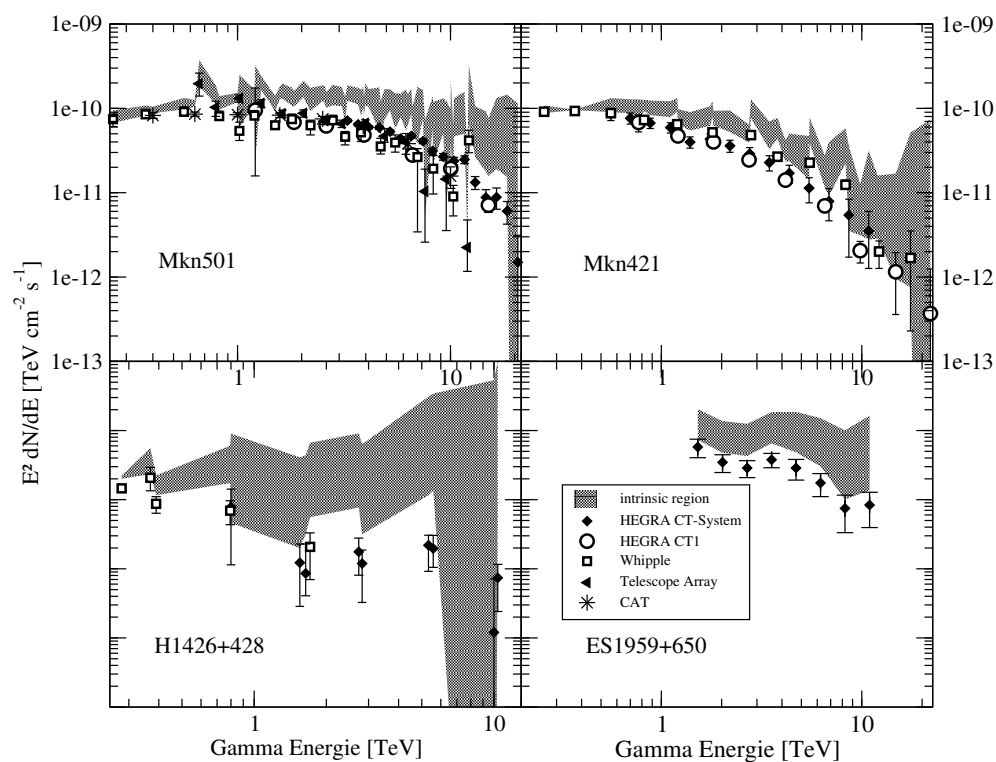 1e-09
1e-10
1e-11
1e-12
1e-13
1e-09
1e-10
1e-11
1e-12
1e-13
Mkn501
Mkn421
1
10
1
10
E² dN/dE [TeV cm⁻² s⁻¹]
intrinsic region
HEGRA CT-System
HEGRA CT1
Whipple
Telescope Array
CAT
H1426+428
ES1959+650
1
10
1
10
Gamma Energie [TeV]
Gamma Energie [TeV]